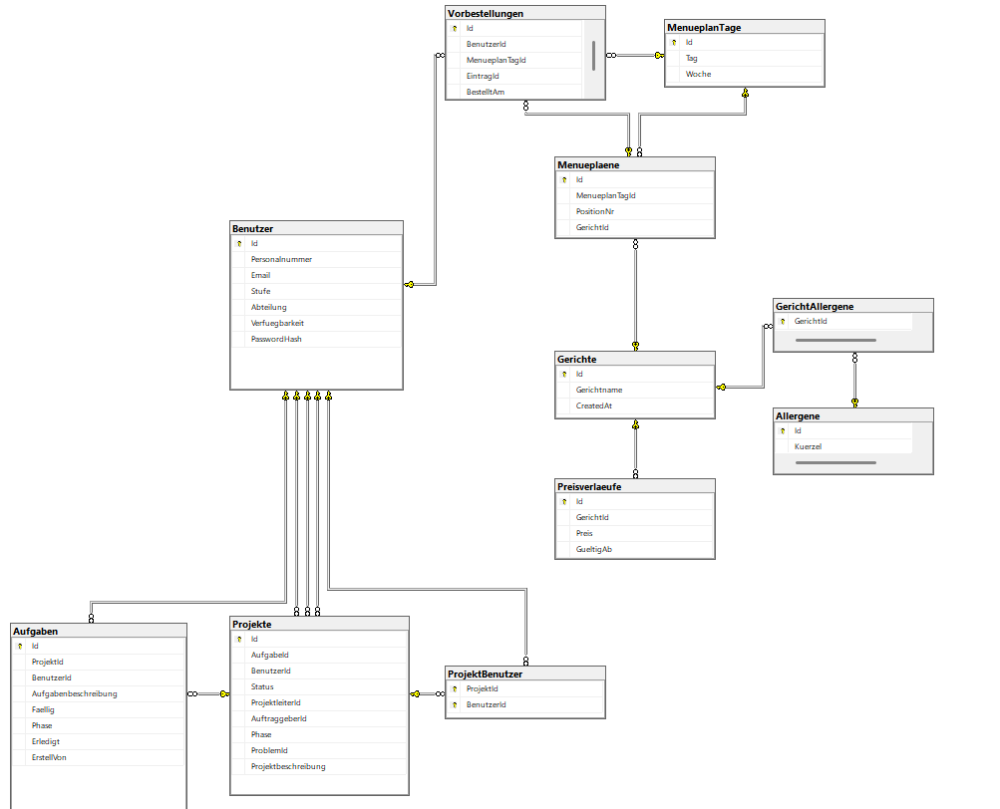 Vorbestellungen
Id
BenutzerId
MenueplanTagId
EintragId
BestelltAm
MenueplanTage
Id
Tag
Woche
Menueplaene
Id
MenueplanTagId
PositionNr
GerichtId
Benutzer
Id
Personalnummer
Email
Stufe
Abteilung
Verfuegbarkeit
PasswordHash
GerichtAllergene
GerichtId
Gerichte
Id
Gerichtname
CreatedAt
Allergene
Id
Kuerzel
Preisverlaeufe
Id
GerichtId
Preis
GueltigAb
Aufgaben
Id
ProjektId
BenutzerId
Aufgabenbeschreibung
Faellig
Phase
Erledigt
ErstellVon
Projekte
Id
AufgabeId
BenutzerId
Status
ProjektleiterId
AuftraggeberId
Phase
ProblemId
Projektbeschreibung
ProjektBenutzer
ProjektId
BenutzerId